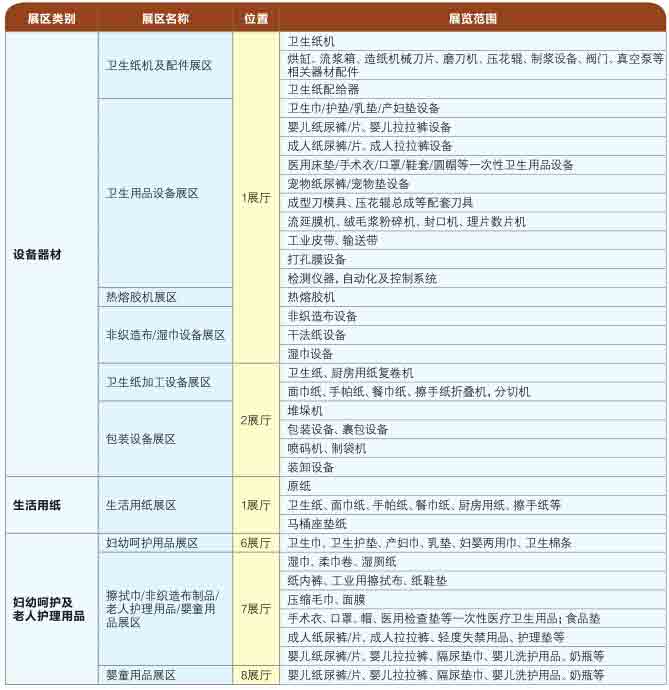 展区类别 展区名称 位置 展览范围
设备器材
卫生纸机及配件展区
1展厅
卫生纸机
烘缸、流浆箱、造纸机械刀片、磨刀机、压花辊、制浆设备、阀门、真空泵等
相关器材配件
卫生纸配给器
卫生用品设备展区
卫生巾/护垫/乳垫/产妇垫设备
婴儿纸尿裤/片、婴儿拉拉裤设备
成人纸尿裤/片、成人拉拉裤设备
医用床垫/手术衣/口罩/鞋套/圆帽等一次性卫生用品设备
宠物纸尿裤/宠物垫设备
成型刀模具、压花辊总成等配套刀具
流延膜机、绒毛浆粉碎机、封口机、理片数片机
工业皮带、输送带
打孔膜设备
检测仪器，自动化及控制系统
热熔胶机展区
热熔胶机
非织造布/湿巾设备展区
非织造布设备
干法纸设备
湿巾设备
卫生纸加工设备展区
2展厅
卫生纸、厨房用纸复卷机
面巾纸、手帕纸、餐巾纸、擦手纸折叠机，分切机
包装设备展区
堆垛机
包装设备、裹包设备
喷码机、制袋机
装卸设备
生活用纸
生活用纸展区
1展厅
原纸
卫生纸、面巾纸、手帕纸、餐巾纸、厨房用纸、擦手纸等
马桶座垫纸
妇幼呵护及
老人护理用品
妇幼呵护用品展区
6展厅
卫生巾、卫生护垫、产妇巾、乳垫、妇婴两用巾、卫生棉条
擦拭巾/非织造布制品/
老人护理用品/婴童用
品展区
7展厅
湿巾、柔巾卷、湿厕纸
纸内裤、工业用擦拭布、纸鞋垫
压缩毛巾、面膜
手术衣、口罩、帽、医用检查垫等一次性医疗卫生用品；食品垫
成人纸尿裤/片、成人拉拉裤、轻度失禁用品、护理垫等
婴儿纸尿裤/片、婴儿拉拉裤、隔尿垫巾、婴儿洗护用品、奶瓶等
婴童用品展区
8展厅
婴儿纸尿裤/片、婴儿拉拉裤、隔尿垫巾、婴儿洗护用品、奶瓶等